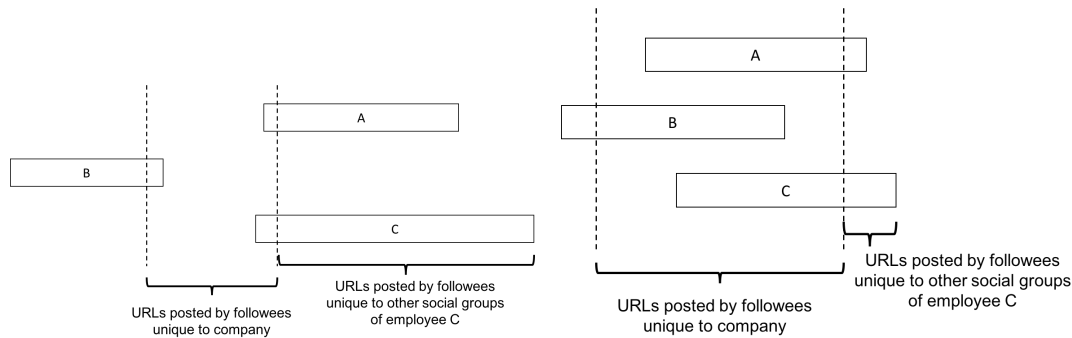 A
B
C
URLs posted by followees
unique to company
URLs posted by followees
unique to other social groups
of employee C
A
B
C
URLs posted by followees
unique to company
URLs posted by followees
unique to other social groups
of employee C